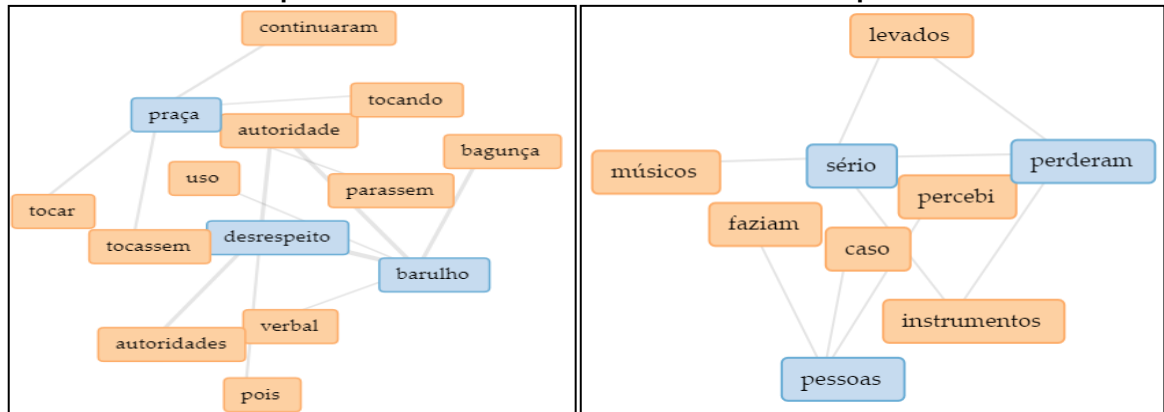 continuaram
tocando
praça
autoridade
bagunça
uso
parassem
tocar
tocassem
desrespeito
barulho
verbal
autoridades
pois
levados
perderam
músicos
sério
percebi
faziam
caso
instrumentos
pessoas